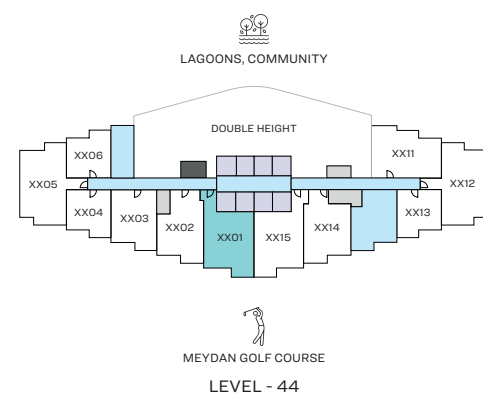 LAGOONS, COMMUNITY
DOUBLE HEIGHT
XX06
XX11
XX05
XX12
XX04
XX03
XX02
XX01
XX15
XX14
XX13
MEYDAN GOLF COURSE
LEVEL - 44